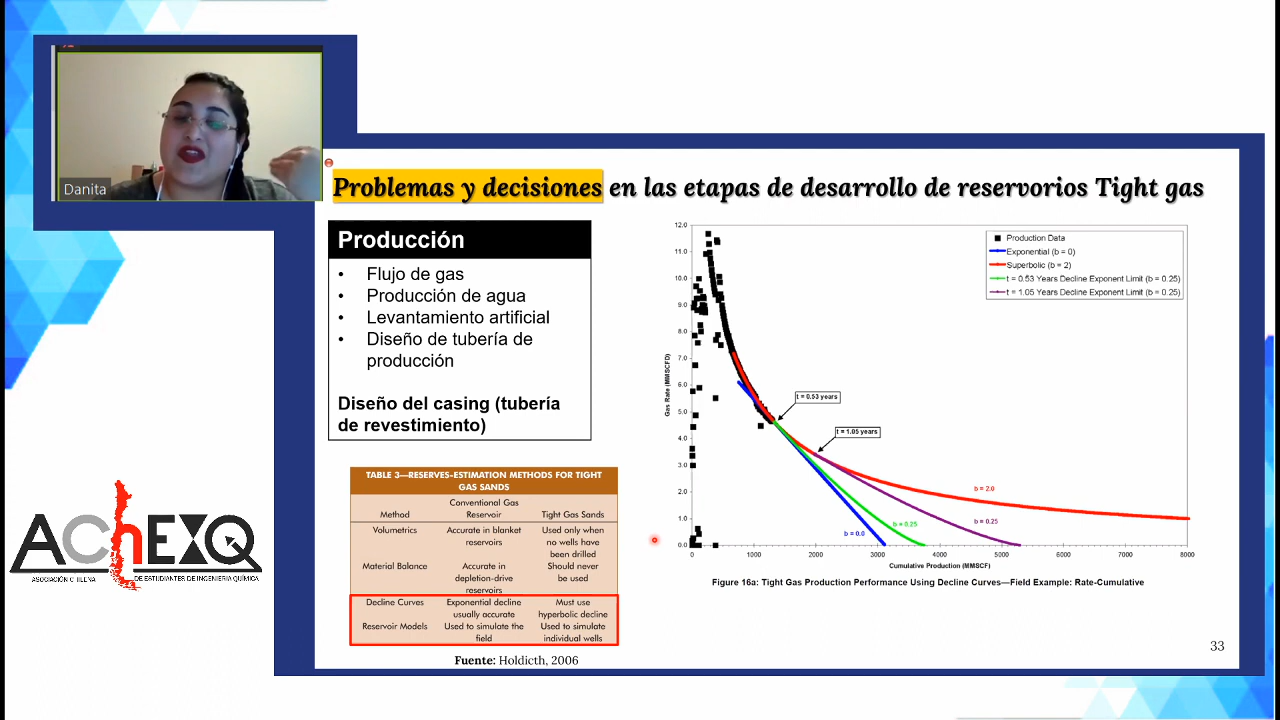 Danita
Problemas y decisiones en las etapas de desarrollo de reservorios Tight gas
Producción
• Flujo de gas
• Producción de agua
• Levantamiento artificial
• Diseño de tubería de
producción
Diseño del casing (tubería
de revestimiento)
TABLE 3—RESERVES-ESTIMATION METHODS FOR TIGHT
GAS SANDS
Conventional Gas
Method Reservoir Tight Gas Sands
Volumetrics Accurate in blanket Used only when
reservoirs no wells have
been drilled
Material Balance Accurate in Should never
depletion-drive be used
reservoirs
Decline Curves Exponential decline Must use
usually accurate hyperbolic decline
Reservoir Models Used to simulate the Used to simulate
field individual wells
Fuente: Holdicth, 2006
12.0
11.0
10.0
9.0
8.0
7.0
6.0
5.0
4.0
3.0
2.0
1.0
0.0
Gas Rate (MMSCFD)
Production Data
Exponential (b = 0)
Superbolic (b = 2)
t = 0.53 Years Decline Exponent Limit (b = 0.25)
t = 1.05 Years Decline Exponent Limit (b = 0.25)
t = 0.53 years
t = 1.05 years
b = 2.0
b = 0.25
b = 0.25
b = 0.0
0 1000 2000 3000 4000 5000 6000 7000 8000
Cumulative Production (MMSCF)
Figure 16a: Tight Gas Production Performance Using Decline Curves—Field Example: Rate-Cumulative
33
AChEXQ
ASOCIACIÓN CHILENA DE ESTUDIANTES DE INGENIERÍA QUÍMICA